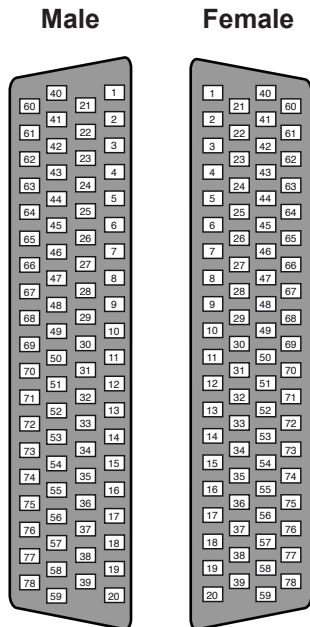 Male Female
40 1 1 40
60 21 21 60
41 2 2 41
61 22 22 61
42 3 3 42
62 23 23 62
43 4 4 43
63 24 24 63
44 5 5 44
64 25 25 64
45 6 6 45
65 26 26 65
46 7 7 46
66 27 27 66
47 8 8 47
67 28 28 67
48 9 9 48
68 29 29 68
49 10 10 49
69 30 30 69
50 11 11 50
70 31 31 70
51 12 12 51
71 32 32 71
52 13 13 52
72 33 33 72
53 14 14 53
73 34 34 73
54 15 15 54
74 35 35 74
55 16 16 55
75 36 36 75
56 17 17 56
76 37 37 76
57 18 18 57
77 38 38 77
58 19 19 58
78 39 39 78
59 20 20 59